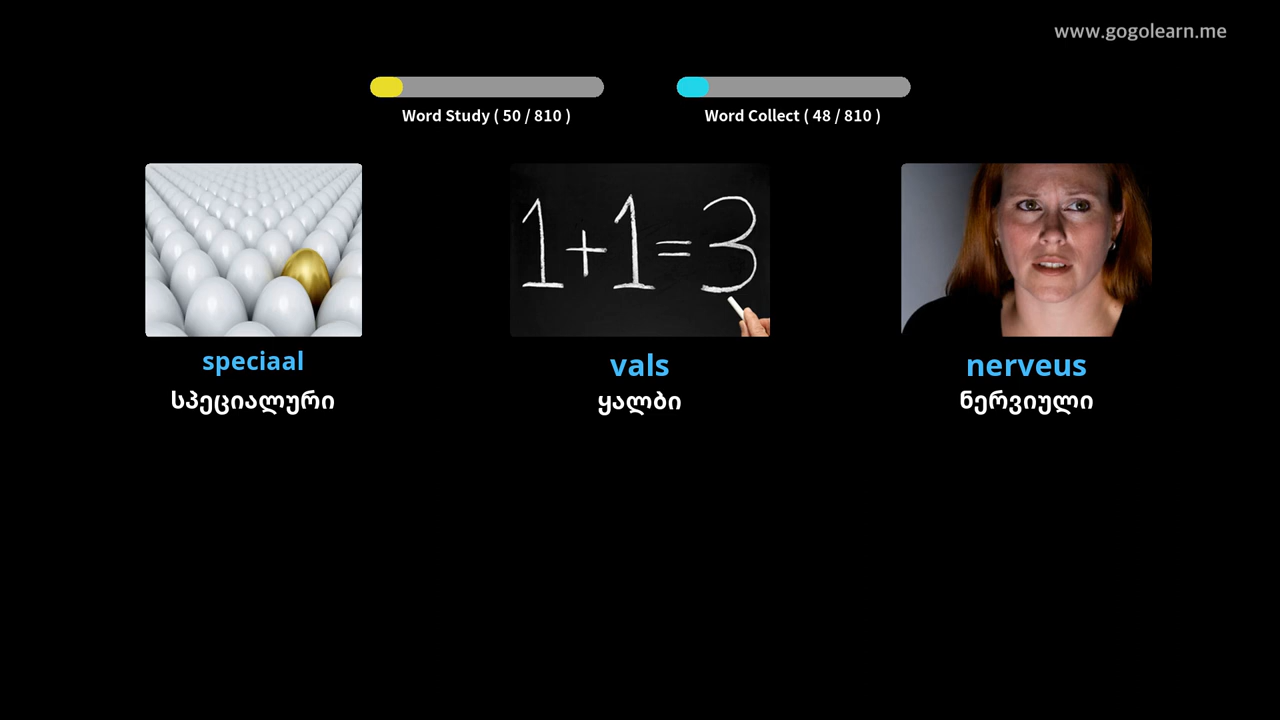 www.gogolearn.me
Word Study ( 50 / 810 )
Word Collect ( 48 / 810 )
1+1=3
speciaal
vals
nerveus
სპეციალური
ყალბი
ნერვიული